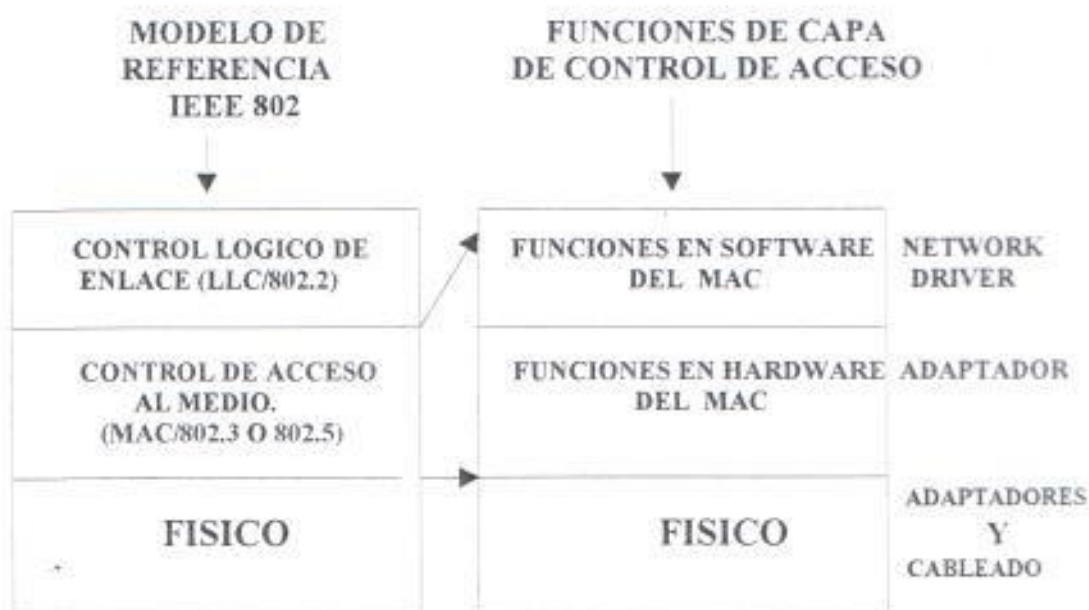 MODELO DE
REFERENCIA
IEEE 802
FUNCIONES DE CAPA
DE CONTROL DE ACCESO
CONTROL LOGICO DE
ENLACE (LLC/802.2)
FUNCIONES EN SOFTWARE
DEL MAC
NETWORK
DRIVER
CONTROL DE ACCESO
AL MEDIO.
(MAC/802.3 O 802.5)
FUNCIONES EN HARDWARE
DEL MAC
ADAPTADOR
FISICO
FISICO
ADAPTADORES
Y
CABLEADO